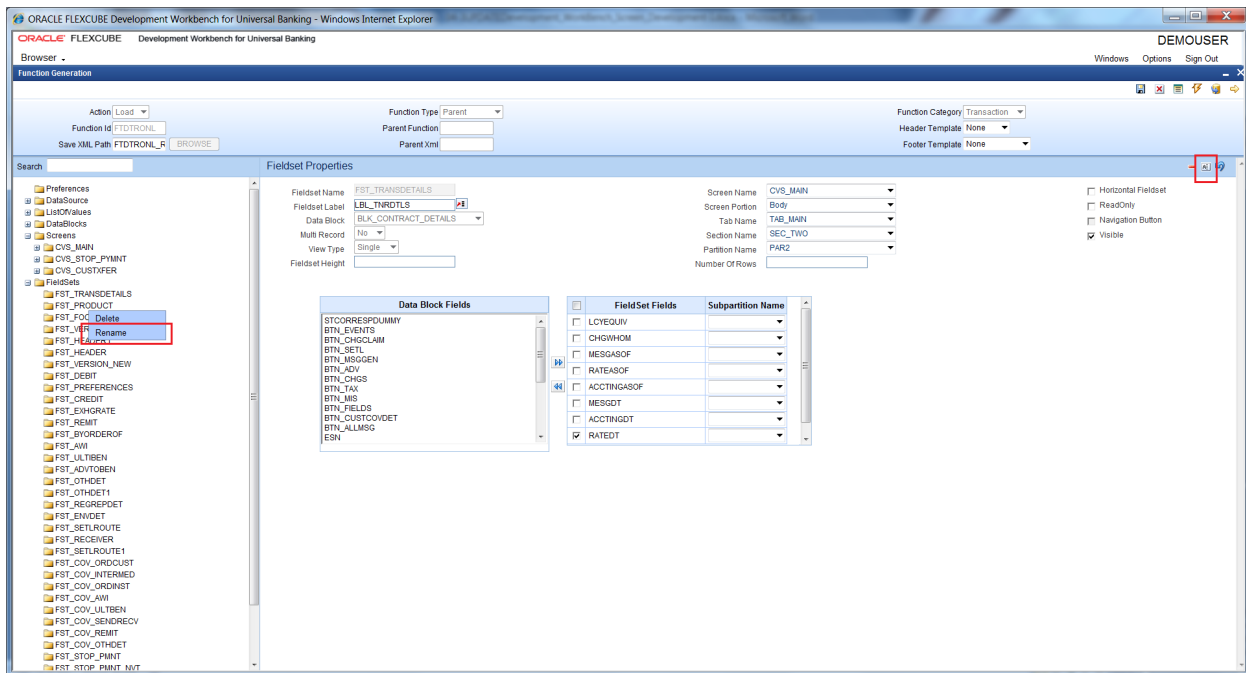 ORACLE FLEXCUBE Development Workbench for Universal Banking - Windows Internet Explorer
ORACLE FLEXCUBE Development Workbench for Universal Banking
DEMOUSER
Browser
Windows Options Sign Out
Function Generation
Action Load
Function Type Parent
Function Category Transaction
Function Id FTDTRONL
Parent Function
Header Template None
Save XML Path FTDTRONL_R BROWSE
Parent Xml
Footer Template None
Search
Fieldset Properties
Preferences
DataSource
ListOfValues
DataBlocks
Screens
CVS_MAIN
CVS_STOP_PYMNT
CVS_CUSTXFER
FieldSets
FST_TRANSDETAILS
FST_PRODUCT
FST_FOO
FST_VER
FST_HEADER1
FST_HEADER
FST_VERSION_NEW
FST_DEBIT
FST_PREFERENCES
FST_CREDIT
FST_EXHGRATE
FST_REMIT
FST_BYORDEROF
FST_AWI
FST_ULTIBEN
FST_ADVTOBEN
FST_OTHDET
FST_OTHDET1
FST_REGREPDET
FST_ENVDET
FST_SETLROUTE
FST_RECEIVER
FST_SETLROUTE1
FST_COV_ORDCUST
FST_COV_INTERMED
FST_COV_ORDINST
FST_COV_AWI
FST_COV_ULTBEN
FST_COV_SENDRECV
FST_COV_REMIT
FST_COV_OTHDET
FST_STOP_PMNT
FST_STOP_PMNT_NVT
Delete
Rename
Fieldset Name FST_TRANSDETAILS
Fieldset Label LBL_TNRDTLS
Data Block BLK_CONTRACT_DETAILS
Multi Record No
View Type Single
Fieldset Height
Screen Name CVS_MAIN
Screen Portion Body
Tab Name TAB_MAIN
Section Name SEC_TWO
Partition Name PAR2
Number Of Rows
Horizontal Fieldset
ReadOnly
Navigation Button
Visible
Data Block Fields
STCORRESPDUMMY
BTN_EVENTS
BTN_CHGCLAIM
BTN_SETL
BTN_MSGGEN
BTN_ADV
BTN_CHGS
BTN_TAX
BTN_MIS
BTN_FIELDS
BTN_CUSTCOVDET
BTN_ALLMSG
ESN
FieldSet Fields Subpartition Name
LCYEQUIV
CHGWHOM
MESGASOF
RATEASOF
ACCTINGASOF
MESGDT
ACCTINGDT
RATEDT